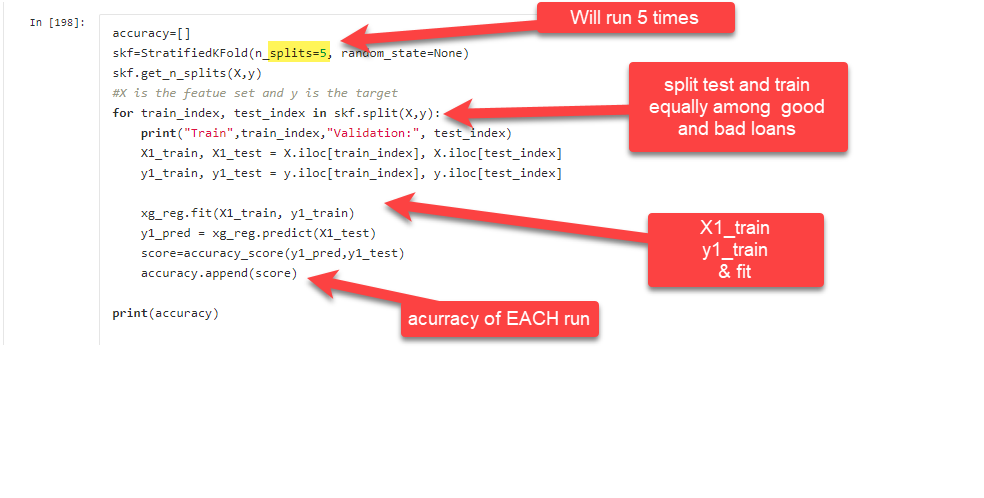 In [198]:
accuracy=[]
skf=StratifiedKFold(n_splits=5, random_state=None)
skf.get_n_splits(X,y)
#X is the featue set and y is the target
for train_index, test_index in skf.split(X,y):
print("Train",train_index,"Validation:", test_index)
X1_train, X1_test = X.iloc[train_index], X.iloc[test_index]
y1_train, y1_test = y.iloc[train_index], y.iloc[test_index]
xg_reg.fit(X1_train, y1_train)
y1_pred = xg_reg.predict(X1_test)
score=accuracy_score(y1_pred,y1_test)
accuracy.append(score)
print(accuracy)
Will run 5 times
split test and train
equally among good
and bad loans
X1_train
y1_train
& fit
acurracy of EACH run